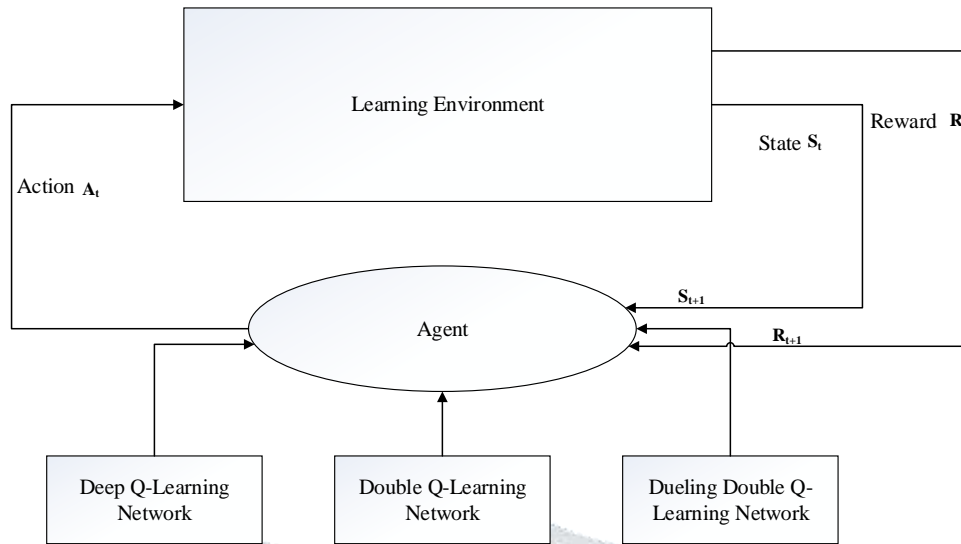 Learning Environment
Reward R
State Sₜ
Action Aₜ
Sₜ₊₁
Agent
Rₜ₊₁
Deep Q-Learning
Network
Double Q-Learning
Network
Dueling Double Q-
Learning Network